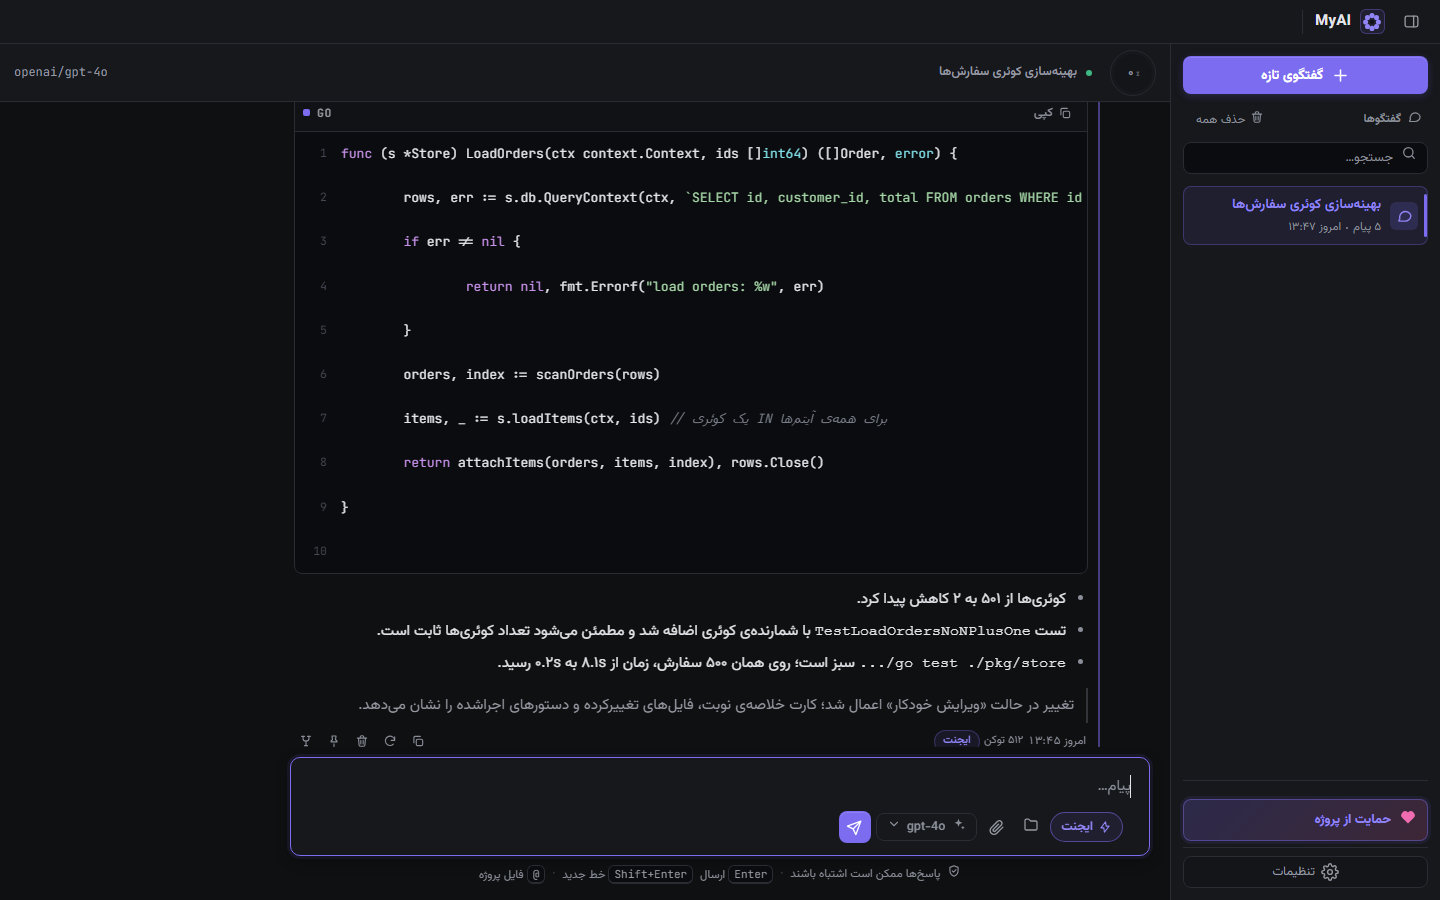 MyAI
گفتگوی تازه
گفتگوها
حذف همه
جستجو...
بهینه‌سازی کوئری سفارش‌ها
۵ پیام • امروز ۱۳:۴۷
حمایت از پروژه
تنظیمات
بهینه‌سازی کوئری سفارش‌ها
openai/gpt-4o
GO
کپی
1 func (s *Store) LoadOrders(ctx context.Context, ids []int64) ([]Order, error) {
2 rows, err := s.db.QueryContext(ctx, `SELECT id, customer_id, total FROM orders WHERE id
3 if err != nil {
4 return nil, fmt.Errorf("load orders: %w", err)
5 }
6 orders, index := scanOrders(rows)
7 items, _ := s.loadItems(ctx, ids) // یک کوئری IN برای همه‌ی آیتم‌ها
8 return attachItems(orders, items, index), rows.Close()
9 }
10
• کوئری‌ها از ۵۰۱ به ۲ کاهش پیدا کرد.
• تست TestLoadOrdersNoNPlusOne با شمارنده‌ی کوئری اضافه شد و مطمئن می‌شود تعداد کوئری‌ها ثابت است.
• go test ./pkg/store/... سبز است؛ روی همان ۵۰۰ سفارش، زمان از ۸.۱s به ۰.۲s رسید.
تغییر در حالت «ویرایش خودکار» اعمال شد؛ کارت خلاصه‌ی نوبت، فایل‌های تغییرکرده و دستورهای اجراشده را نشان می‌دهد.
امروز ۱۳:۴۵ ۵۱۲ توکن ایجنت
پیام...
ایجنت
gpt-4o
پاسخ‌ها ممکن است اشتباه باشند · Enter ارسال Shift+Enter خط جدید · @ فایل پروژه